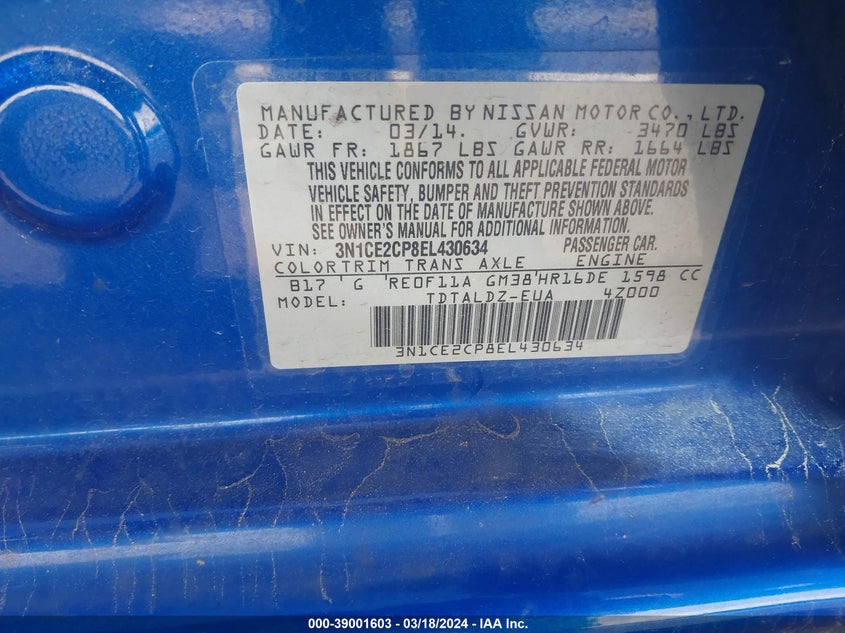 MANUFACTURED BY NISSAN MOTOR CO., LTD.
DATE: 03/14. GVWR: 3470 LBS
GAWR FR: 1867 LBS GAWR RR: 1664 LBS
THIS VEHICLE CONFORMS TO ALL APPLICABLE FEDERAL MOTOR
VEHICLE SAFETY, BUMPER AND THEFT PREVENTION STANDARDS
IN EFFECT ON THE DATE OF MANUFACTURE SHOWN ABOVE.
SEE OWNER'S MANUAL FOR ADDITIONAL INFORMATION
VIN: 3N1CE2CP8EL430634 PASSENGER CAR.
COLOR TRIM TRANS AXLE ENGINE
B17 'G 'RE0F11A GM38'HR16DE 1598 CC
MODEL: TDTALDZ-EUA 4Z000
3N1CE2CP8EL430634
000-39001603 — 03/18/2024 — IAA Inc.